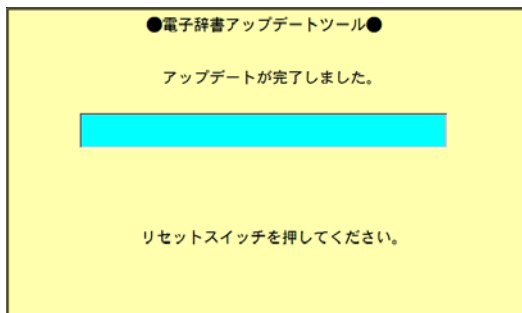 ●電子辞書アップデートツール●
アップデートが完了しました。
リセットスイッチを押してください。